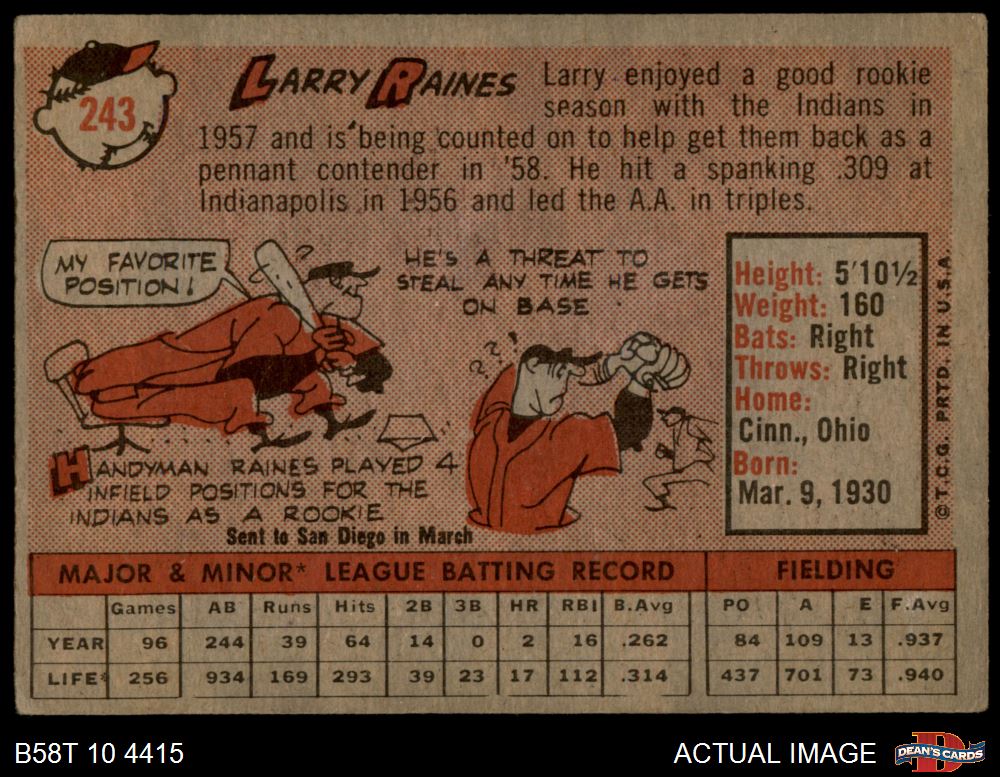 243
LARRY RAINES
Larry enjoyed a good rookie
season with the Indians in
1957 and is being counted on to help get them back as a
pennant contender in '58. He hit a spanking .309 at
Indianapolis in 1956 and led the A.A. in triples.
MY FAVORITE
POSITION!
?
HE'S A THREAT TO
STEAL ANY TIME HE GETS
ON BASE
? ? !
HANDYMAN RAINES PLAYED 4
INFIELD POSITIONS FOR THE
INDIANS AS A ROOKIE
Sent to San Diego in March
Height: 5'10½
Weight: 160
Bats: Right
Throws: Right
Home:
Cinn., Ohio
Born:
Mar. 9, 1930
© T.C.G. PRTD. IN U.S.A.
MAJOR & MINOR* LEAGUE BATTING RECORD FIELDING
Games AB Runs Hits 2B 3B HR RBI B.Avg PO A E F.Avg
YEAR 96 244 39 64 14 0 2 16 .262 84 109 13 .937
LIFE* 256 934 169 293 39 23 17 112 .314 437 701 73 .940
B58T 10 4415
ACTUAL IMAGE
DEAN'S CARDS